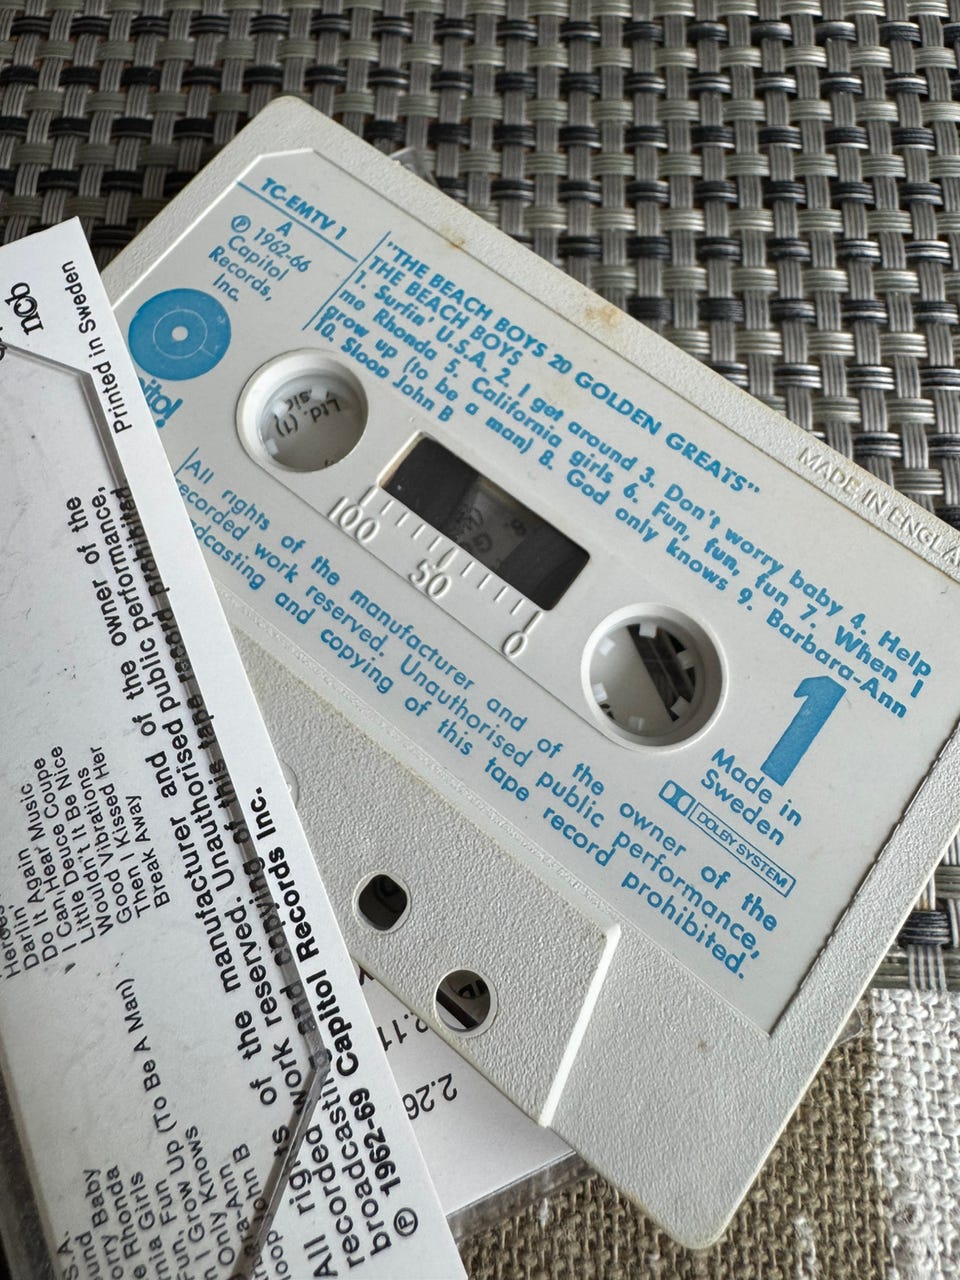 TC-EMTV 1
A
℗ 1962-66
Capitol
Records,
Inc.
"THE BEACH BOYS 20 GOLDEN GREATS"
THE BEACH BOYS
1. Surfin' U.S.A. 2. I get around 3. Don't worry baby 4. Help
me Rhonda 5. California girls 6. Fun, fun, fun 7. When I
grow up (to be a man) 8. God only knows 9. Barbara-Ann
10. Sloop John B
MADE IN ENGLA
100
50
0
1
Made in
Sweden
DOLBY SYSTEM
All rights of the manufacturer and of the owner of the
recorded work reserved. Unauthorised public performance,
and copying of this tape record prohibited.
Ltd.
ncb
Printed in Sweden
Heroes
Darlin'
Do It Again
I Can Hear Music
Little Deuce Coupe
Wouldn't It Be Nice
Good Vibrations
Then I Kissed Her
Break Away
Grow Up (To Be A Man)
Only Knows
John B
All rights of the manufacturer and of the owner of the
recorded work reserved. Unauthorised public performance,
broadcasting and copying of this tape record prohibited
℗ 1962-69 Capitol Records Inc.
2.11
2.26